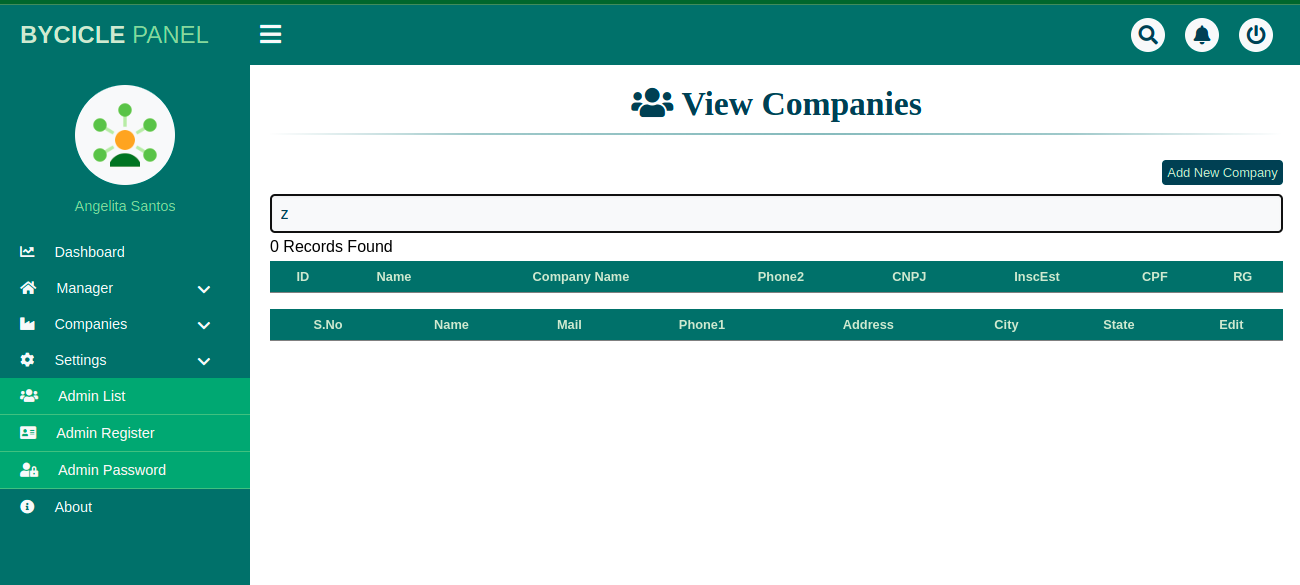 BYCICLE PANEL
Angelita Santos
Dashboard
Manager
Companies
Settings
Admin List
Admin Register
Admin Password
About
View Companies
Add New Company
z
0 Records Found
ID Name Company Name Phone2 CNPJ InscEst CPF RG
S.No Name Mail Phone1 Address City State Edit